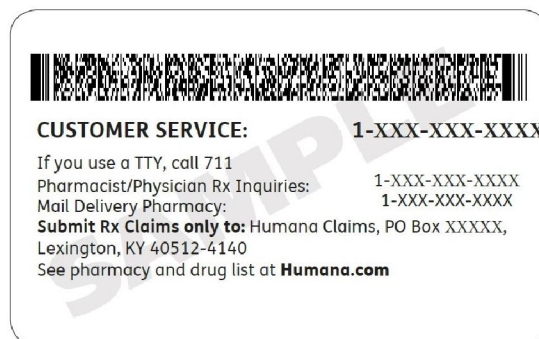 CUSTOMER SERVICE: 1-XXX-XXX-XXXX
If you use a TTY, call 711
Pharmacist/Physician Rx Inquiries: 1-XXX-XXX-XXXX
Mail Delivery Pharmacy: 1-XXX-XXX-XXXX
Submit Rx Claims only to: Humana Claims, PO Box XXXXX,
Lexington, KY 40512-4140
See pharmacy and drug list at Humana.com
SAMPLE